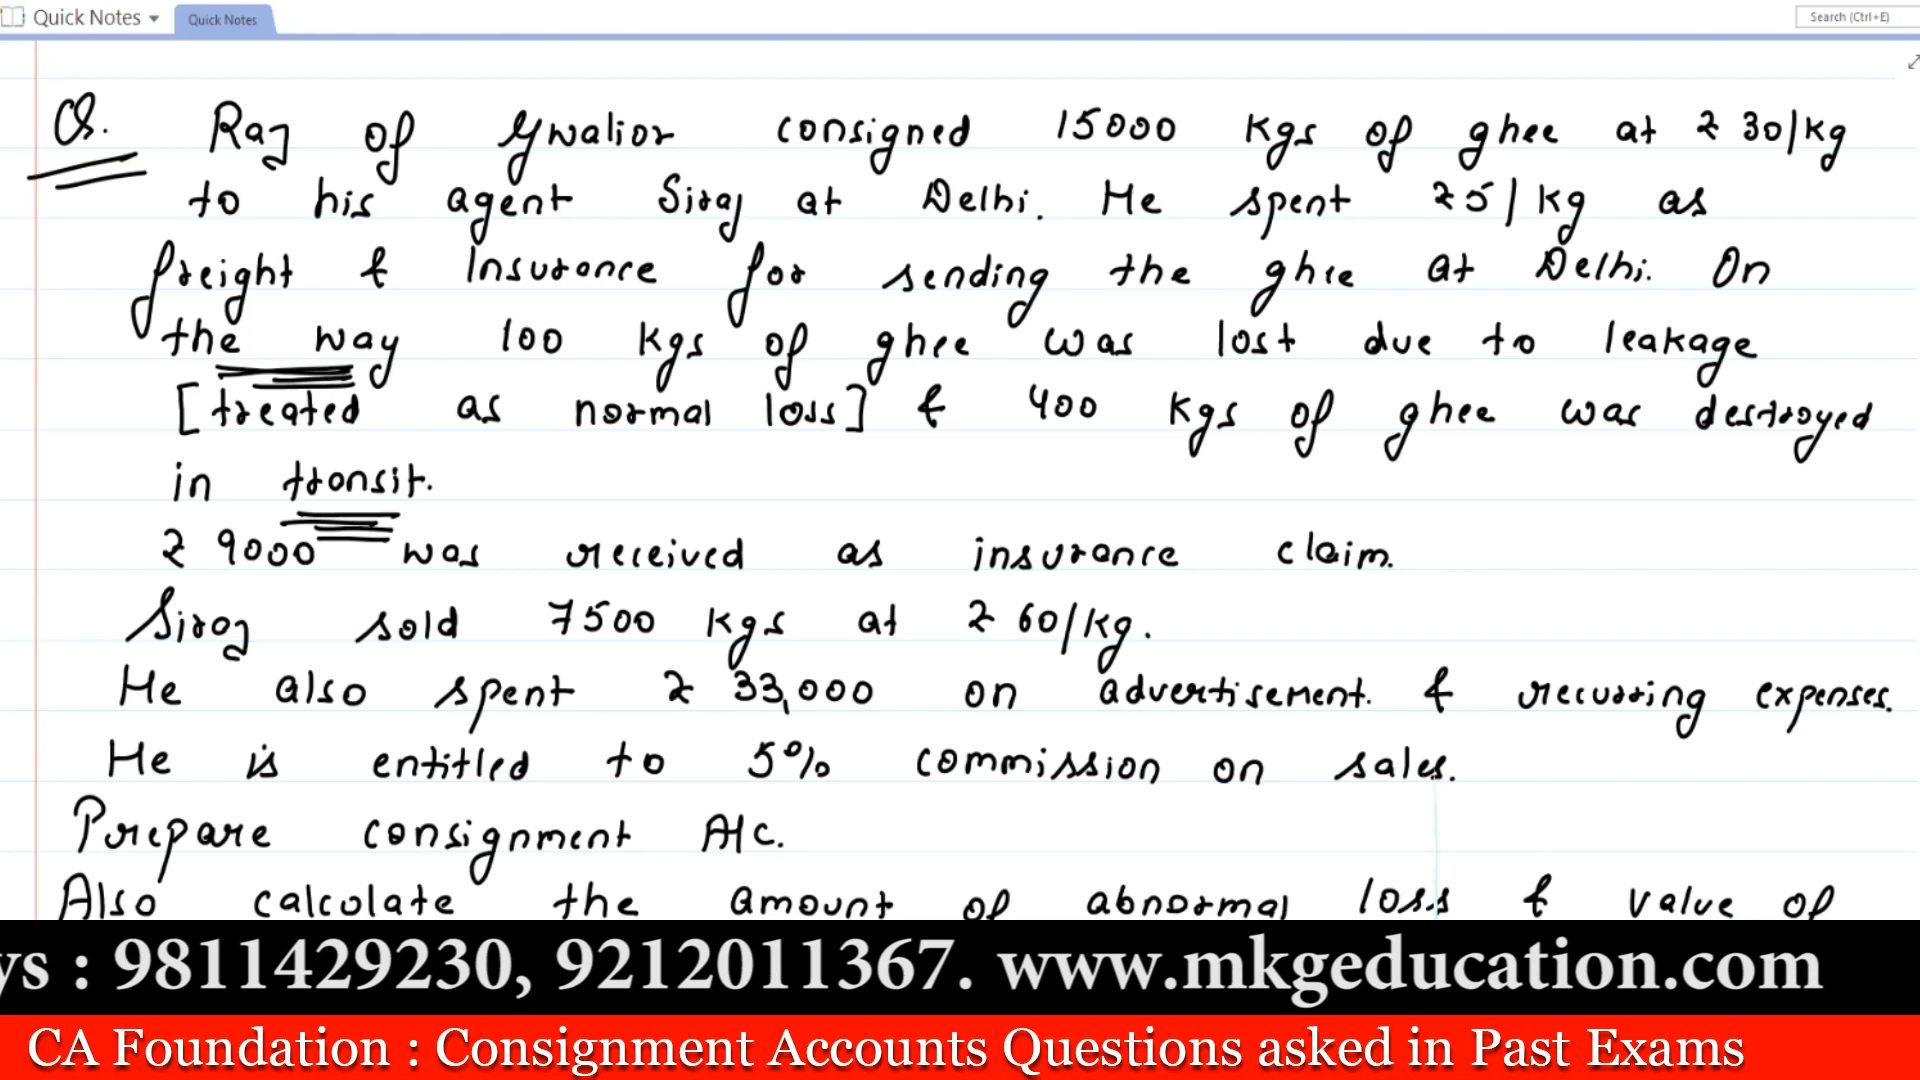 Quick Notes
Quick Notes
Search (Ctrl+E)
Q. Raj of Gwalior consigned 15000 kgs of ghee at ₹ 30/kg
to his agent Siraj at Delhi. He spent ₹5/kg as
freight & Insurance for sending the ghee at Delhi. On
the way 100 kgs of ghee was lost due to leakage
[treated as normal loss] & 400 kgs of ghee was destroyed
in transit.
₹ 9000 was received as insurance claim.
Siraj sold 7500 kgs at ₹ 60/kg.
He also spent ₹ 33,000 on advertisement. & recurring expenses.
He is entitled to 5% commission on sales.
Prepare consignment A/c.
Also calculate the amount of abnormal loss & value of
ys : 9811429230, 9212011367. www.mkgeducation.com
CA Foundation : Consignment Accounts Questions asked in Past Exams